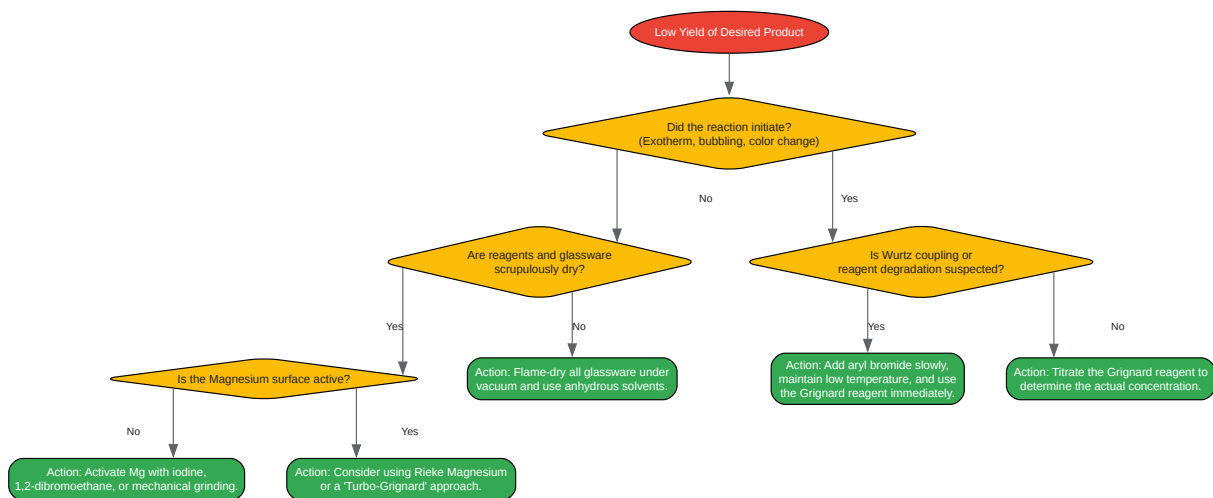 Low Yield of Desired Product
Did the reaction initiate?
(Exotherm, bubbling, color change)
No
Yes
Are reagents and glassware
scrupulously dry?
Is Wurtz coupling or
reagent degradation suspected?
Yes
No
Yes
No
Is the Magnesium surface active?
Action: Flame-dry all glassware under
vacuum and use anhydrous solvents.
Action: Add aryl bromide slowly,
maintain low temperature, and use
the Grignard reagent immediately.
Action: Titrate the Grignard reagent to
determine the actual concentration.
No
Yes
Action: Activate Mg with iodine,
1,2-dibromoethane, or mechanical grinding.
Action: Consider using Rieke Magnesium
or a 'Turbo-Grignard' approach.